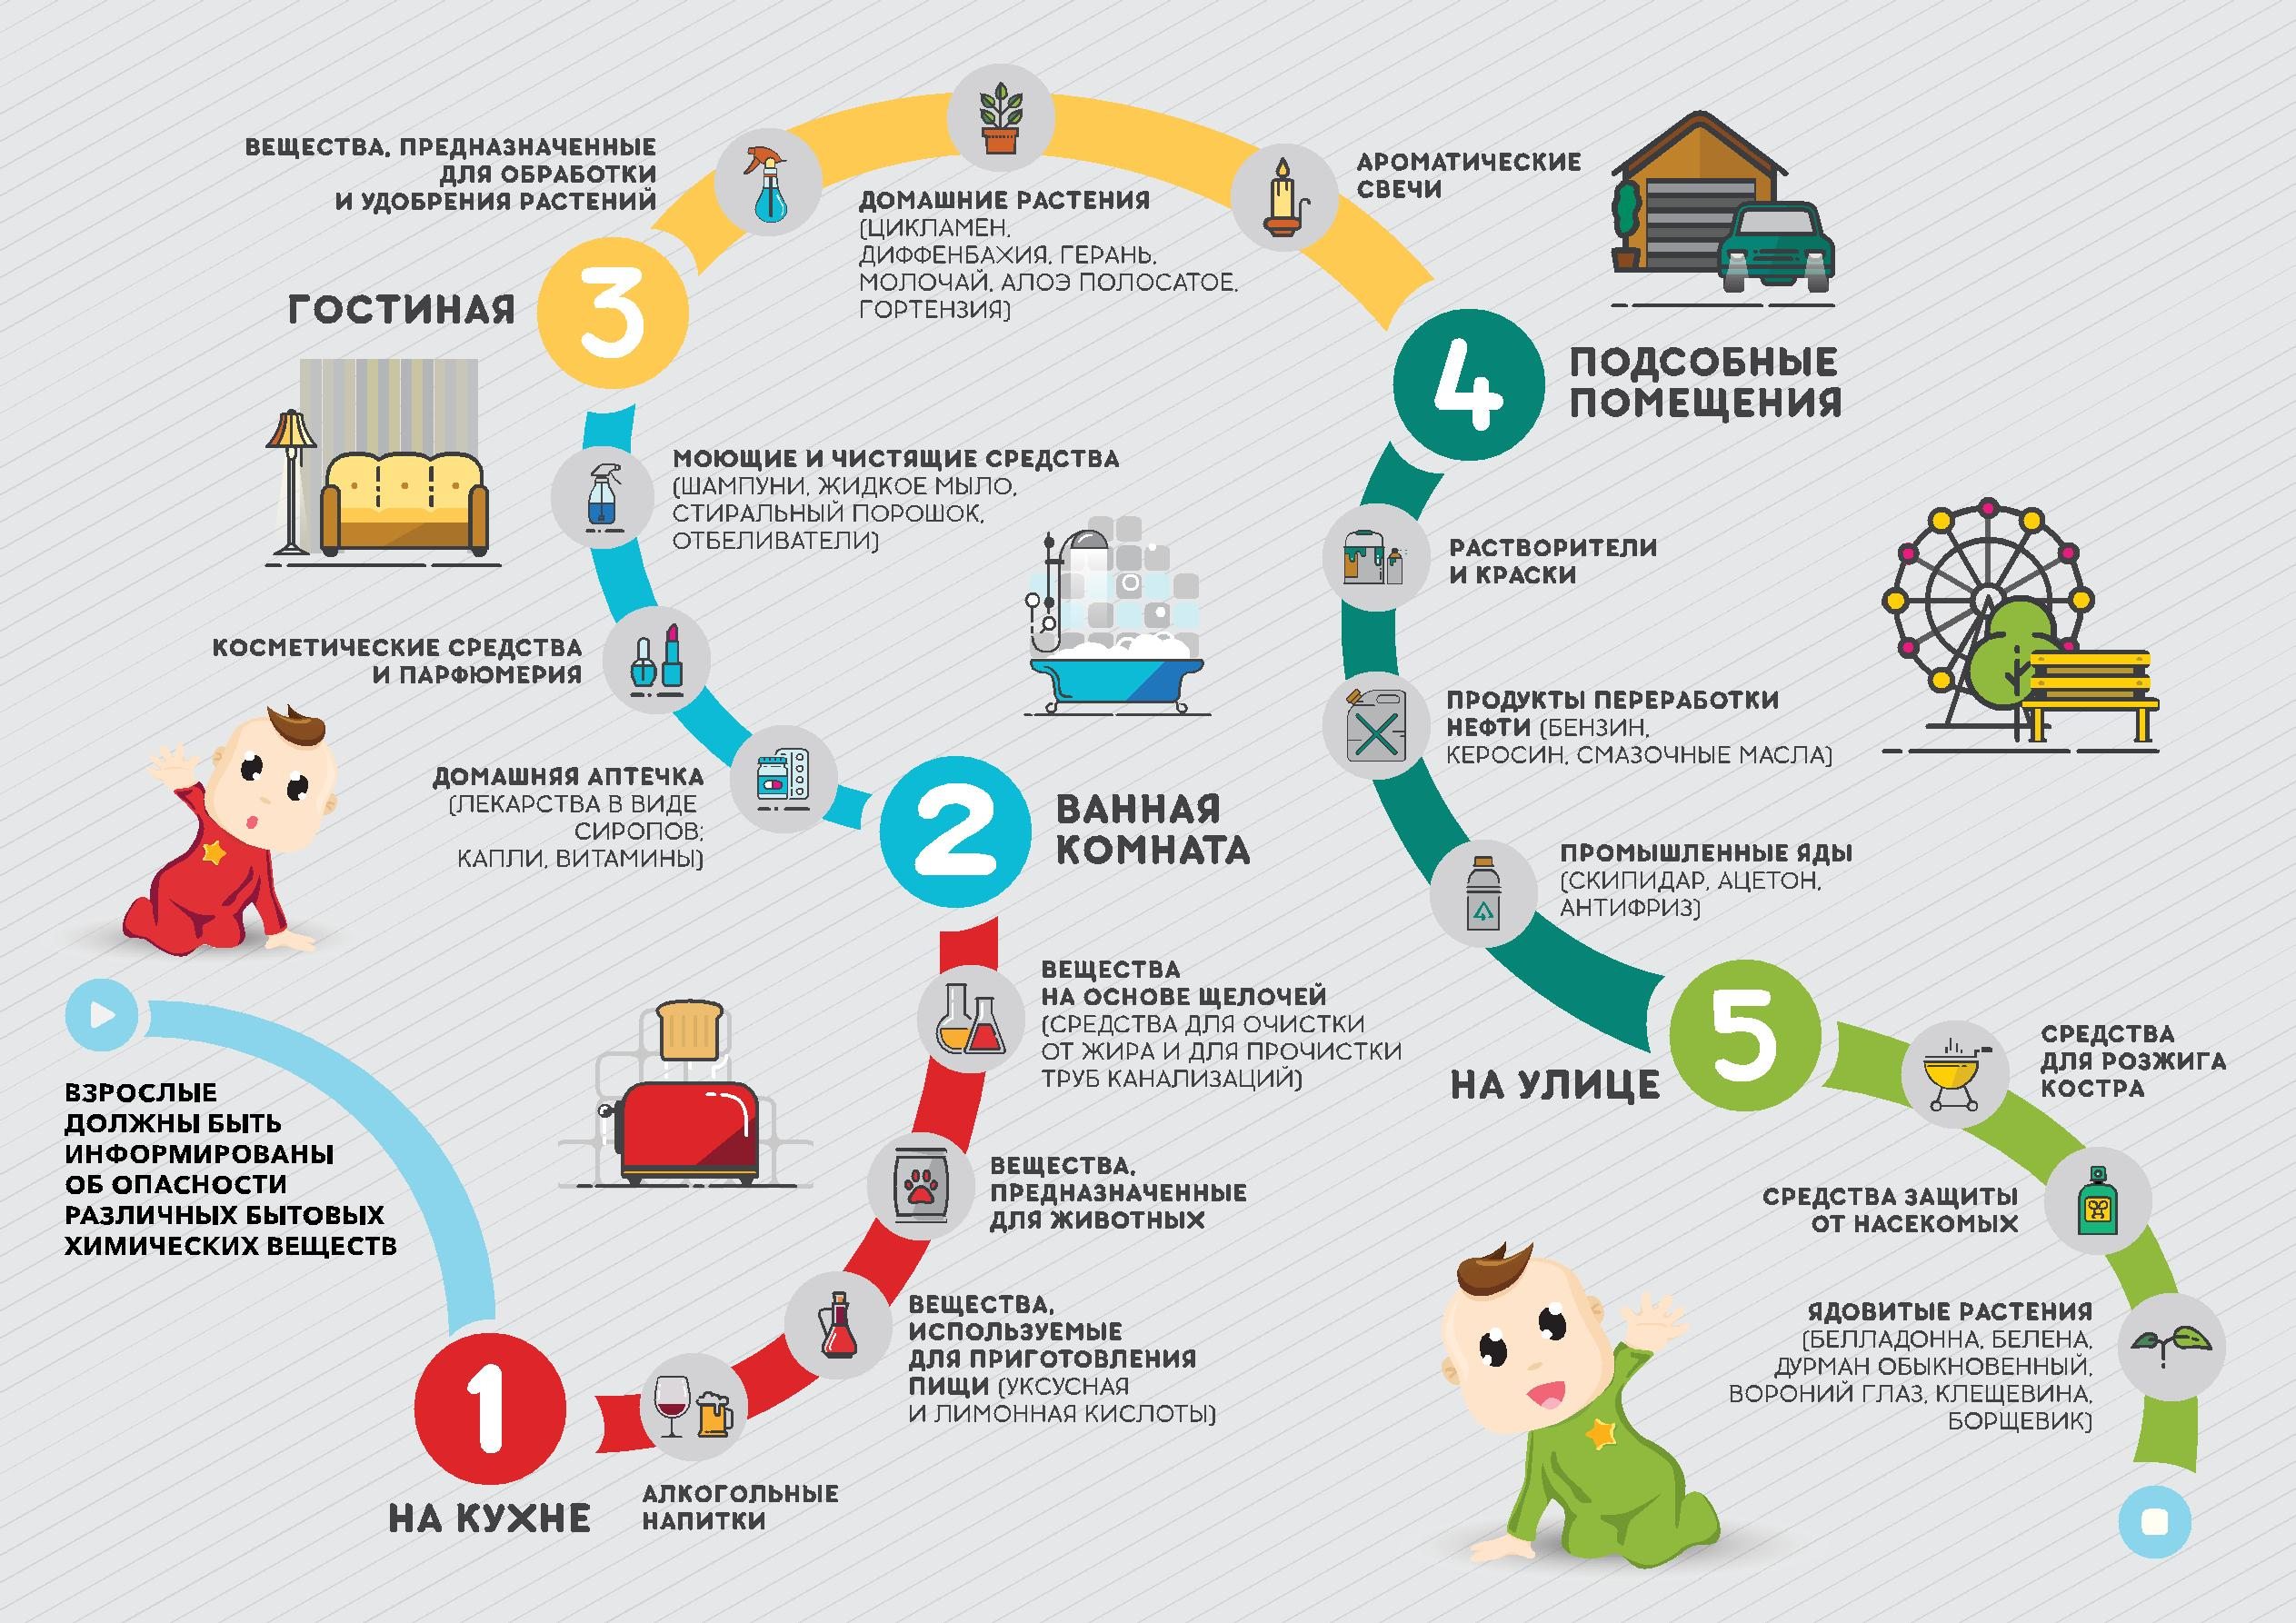 ВЗРОСЛЫЕ
ДОЛЖНЫ БЫТЬ
ИНФОРМИРОВАНЫ
ОБ ОПАСНОСТИ
РАЗЛИЧНЫХ БЫТОВЫХ
ХИМИЧЕСКИХ ВЕЩЕСТВ
1
НА КУХНЕ
АЛКОГОЛЬНЫЕ
НАПИТКИ
ВЕЩЕСТВА,
ИСПОЛЬЗУЕМЫЕ
ДЛЯ ПРИГОТОВЛЕНИЯ
ПИЩИ (УКСУСНАЯ
И ЛИМОННАЯ КИСЛОТЫ)
ВЕЩЕСТВА,
ПРЕДНАЗНАЧЕННЫЕ
ДЛЯ ЖИВОТНЫХ
ВЕЩЕСТВА
НА ОСНОВЕ ЩЕЛОЧЕЙ
(СРЕДСТВА ДЛЯ ОЧИСТКИ
ОТ ЖИРА И ДЛЯ ПРОЧИСТКИ
ТРУБ КАНАЛИЗАЦИЙ)
2
ВАННАЯ
КОМНАТА
ДОМАШНЯЯ АПТЕЧКА
(ЛЕКАРСТВА В ВИДЕ
СИРОПОВ;
КАПЛИ, ВИТАМИНЫ)
КОСМЕТИЧЕСКИЕ СРЕДСТВА
И ПАРФЮМЕРИЯ
МОЮЩИЕ И ЧИСТЯЩИЕ СРЕДСТВА
(ШАМПУНИ, ЖИДКОЕ МЫЛО,
СТИРАЛЬНЫЙ ПОРОШОК,
ОТБЕЛИВАТЕЛИ)
3
ГОСТИНАЯ
ВЕЩЕСТВА, ПРЕДНАЗНАЧЕННЫЕ
ДЛЯ ОБРАБОТКИ
И УДОБРЕНИЯ РАСТЕНИЙ
ДОМАШНИЕ РАСТЕНИЯ
(ЦИКЛАМЕН,
ДИФФЕНБАХИЯ, ГЕРАНЬ,
МОЛОЧАЙ, АЛОЭ ПОЛОСАТОЕ,
ГОРТЕНЗИЯ)
АРОМАТИЧЕСКИЕ
СВЕЧИ
4
ПОДСОБНЫЕ
ПОМЕЩЕНИЯ
РАСТВОРИТЕЛИ
И КРАСКИ
ПРОДУКТЫ ПЕРЕРАБОТКИ
НЕФТИ (БЕНЗИН,
КЕРОСИН, СМАЗОЧНЫЕ МАСЛА)
ПРОМЫШЛЕННЫЕ ЯДЫ
(СКИПИДАР, АЦЕТОН,
АНТИФРИЗ)
5
НА УЛИЦЕ
СРЕДСТВА
ДЛЯ РОЗЖИГА
КОСТРА
СРЕДСТВА ЗАЩИТЫ
ОТ НАСЕКОМЫХ
ЯДОВИТЫЕ РАСТЕНИЯ
(БЕЛЛАДОННА, БЕЛЕНА,
ДУРМАН ОБЫКНОВЕННЫЙ,
ВОРОНИЙ ГЛАЗ, КЛЕЩЕВИНА,
БОРЩЕВИК)